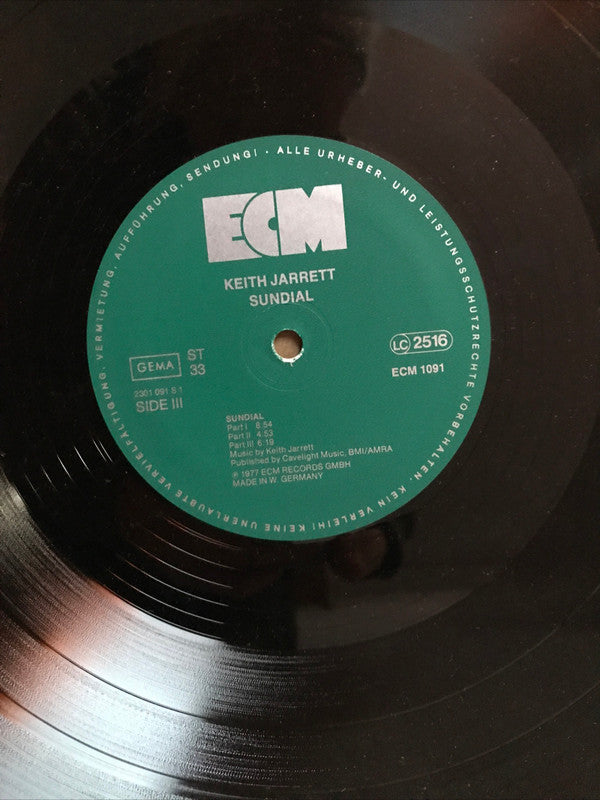 ALLE URHEBER- UND LEISTUNGSSCHUTZRECHTE VORBEHALTEN. KEIN VERLEIH! KEINE UNERLAUBTE VERVIELFÄLTIGUNG, VERMIETUNG, AUFFÜHRUNG, SENDUNG! ·
ECM
KEITH JARRETT
SUNDIAL
GEMA
ST
33
LC 2516
ECM 1091
2301 091 S 1
SIDE III
SUNDIAL
Part I 8:54
Part II 4:53
Part III 6:19
Music by Keith Jarrett
Published by Cavelight Music, BMI/AMRA
℗ 1977 ECM RECORDS GMBH
MADE IN W. GERMANY